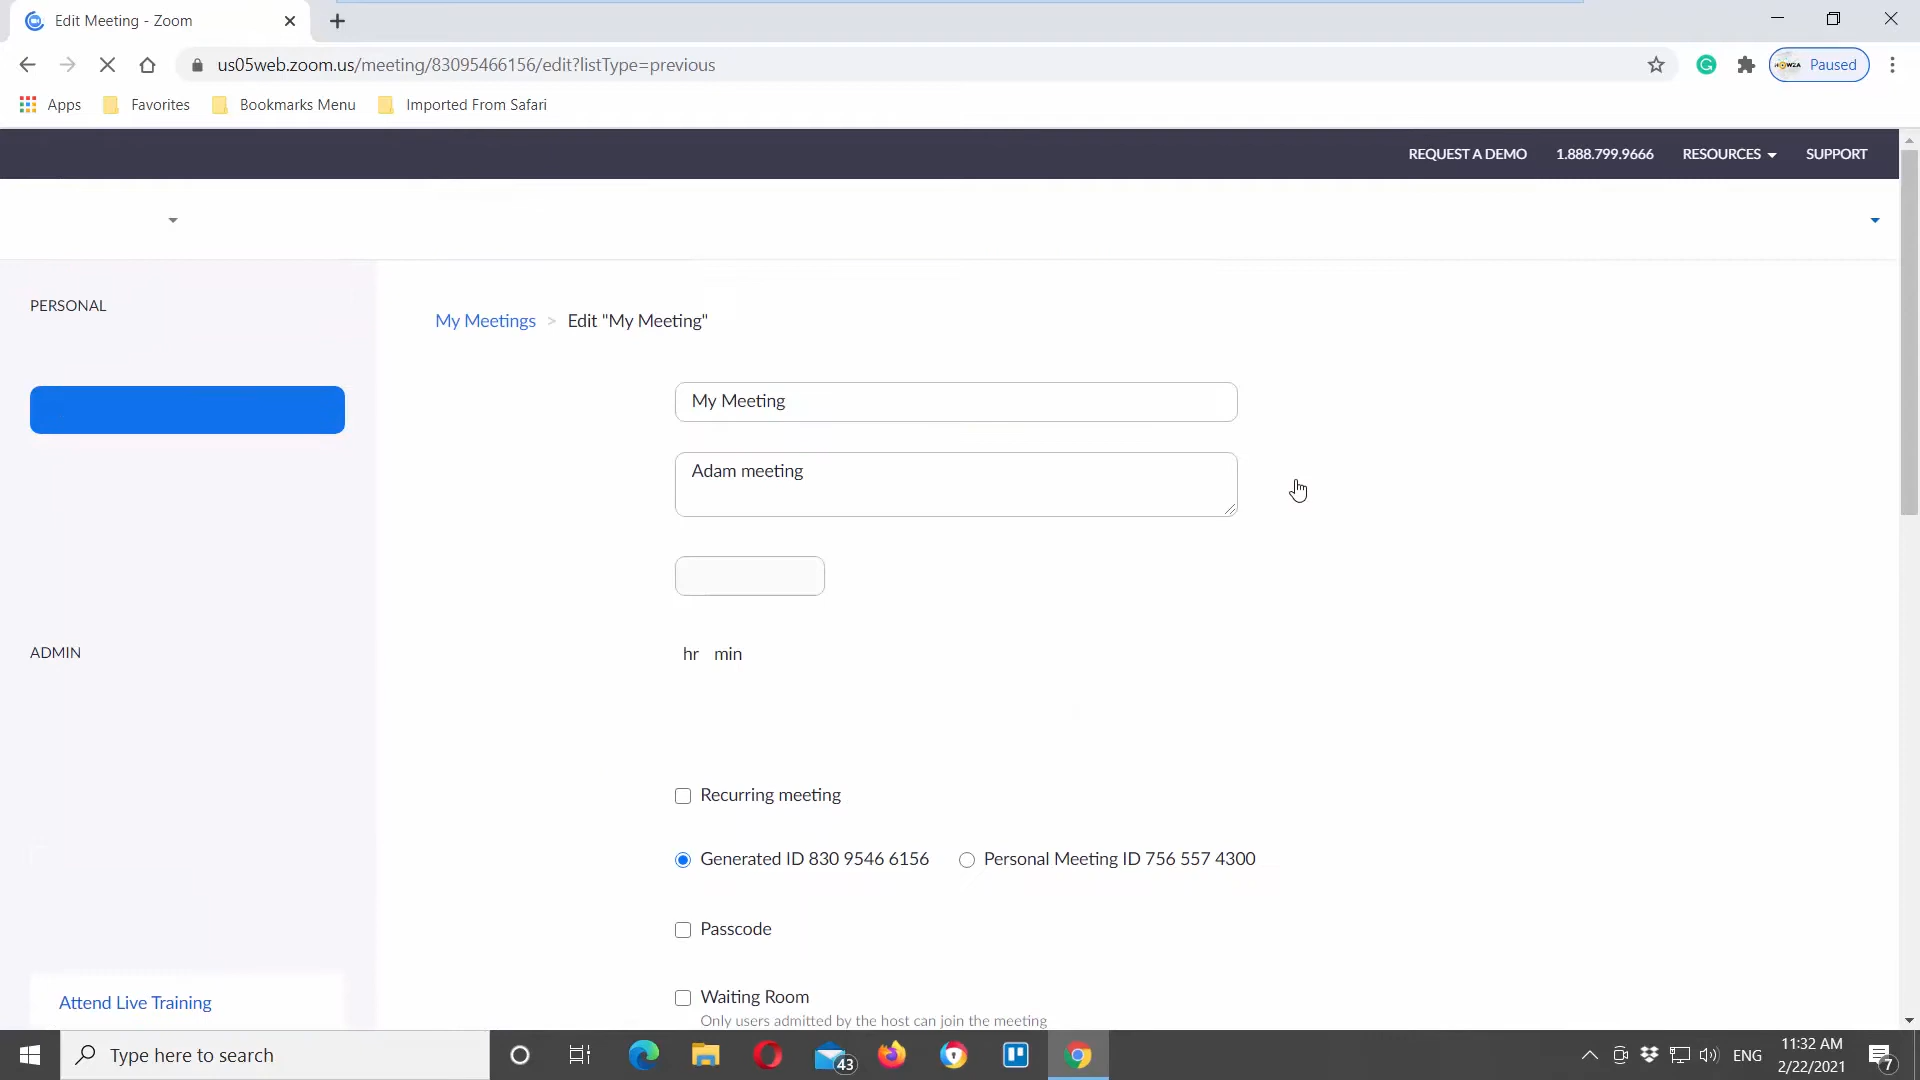 Edit Meeting - Zoom
us05web.zoom.us/meeting/83095466156/edit?listType=previous
Paused
Apps
Favorites
Bookmarks Menu
Imported From Safari
REQUEST A DEMO
1.888.799.9666
RESOURCES
SUPPORT
PERSONAL
My Meetings > Edit "My Meeting"
My Meeting
Adam meeting
hr min
ADMIN
Recurring meeting
Generated ID 830 9546 6156
Personal Meeting ID 756 557 4300
Passcode
Waiting Room
Only users admitted by the host can join the meeting
Attend Live Training
Type here to search
43
ENG
11:32 AM
2/22/2021
7